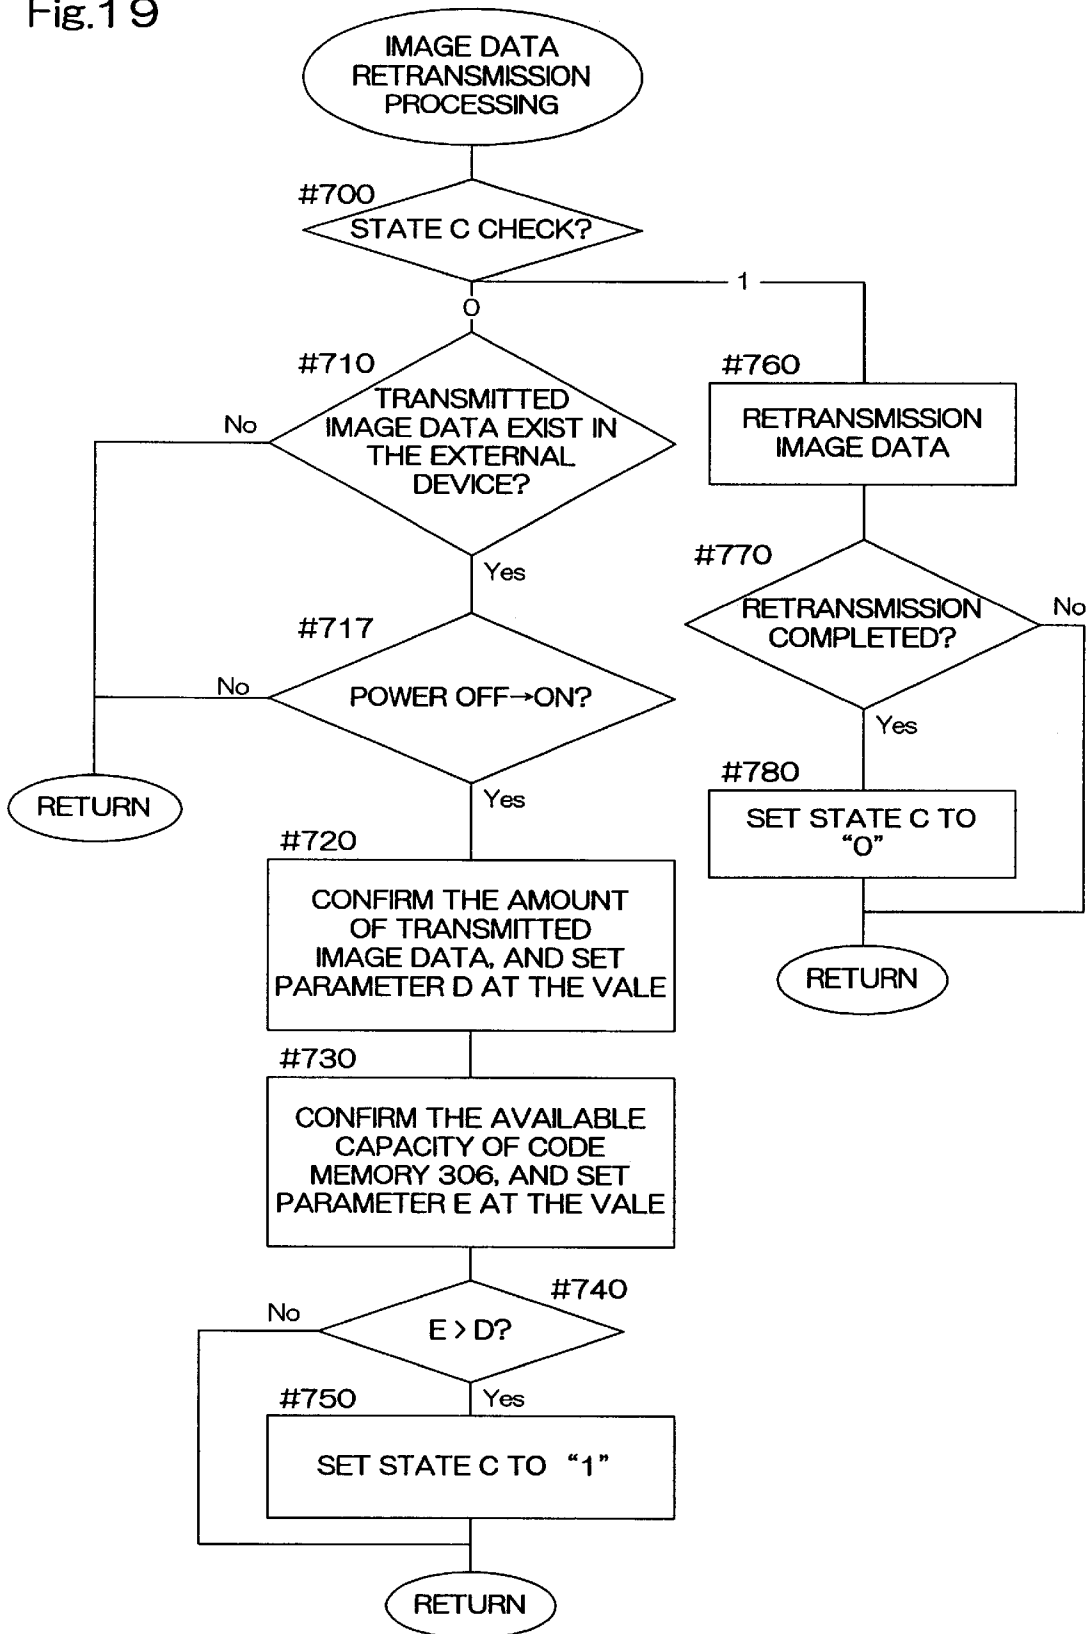 Fig.19
IMAGE DATA
RETRANSMISSION
PROCESSING
#700
STATE C CHECK?
0
1
#710
TRANSMITTED
IMAGE DATA EXIST IN
THE EXTERNAL
DEVICE?
No
Yes
#717
POWER OFF→ON?
No
Yes
RETURN
#720
CONFIRM THE AMOUNT
OF TRANSMITTED
IMAGE DATA, AND SET
PARAMETER D AT THE VALE
#730
CONFIRM THE AVAILABLE
CAPACITY OF CODE
MEMORY 306, AND SET
PARAMETER E AT THE VALE
#740
E > D?
No
Yes
#750
SET STATE C TO "1"
RETURN
#760
RETRANSMISSION
IMAGE DATA
#770
RETRANSMISSION
COMPLETED?
No
Yes
#780
SET STATE C TO
"0"
RETURN